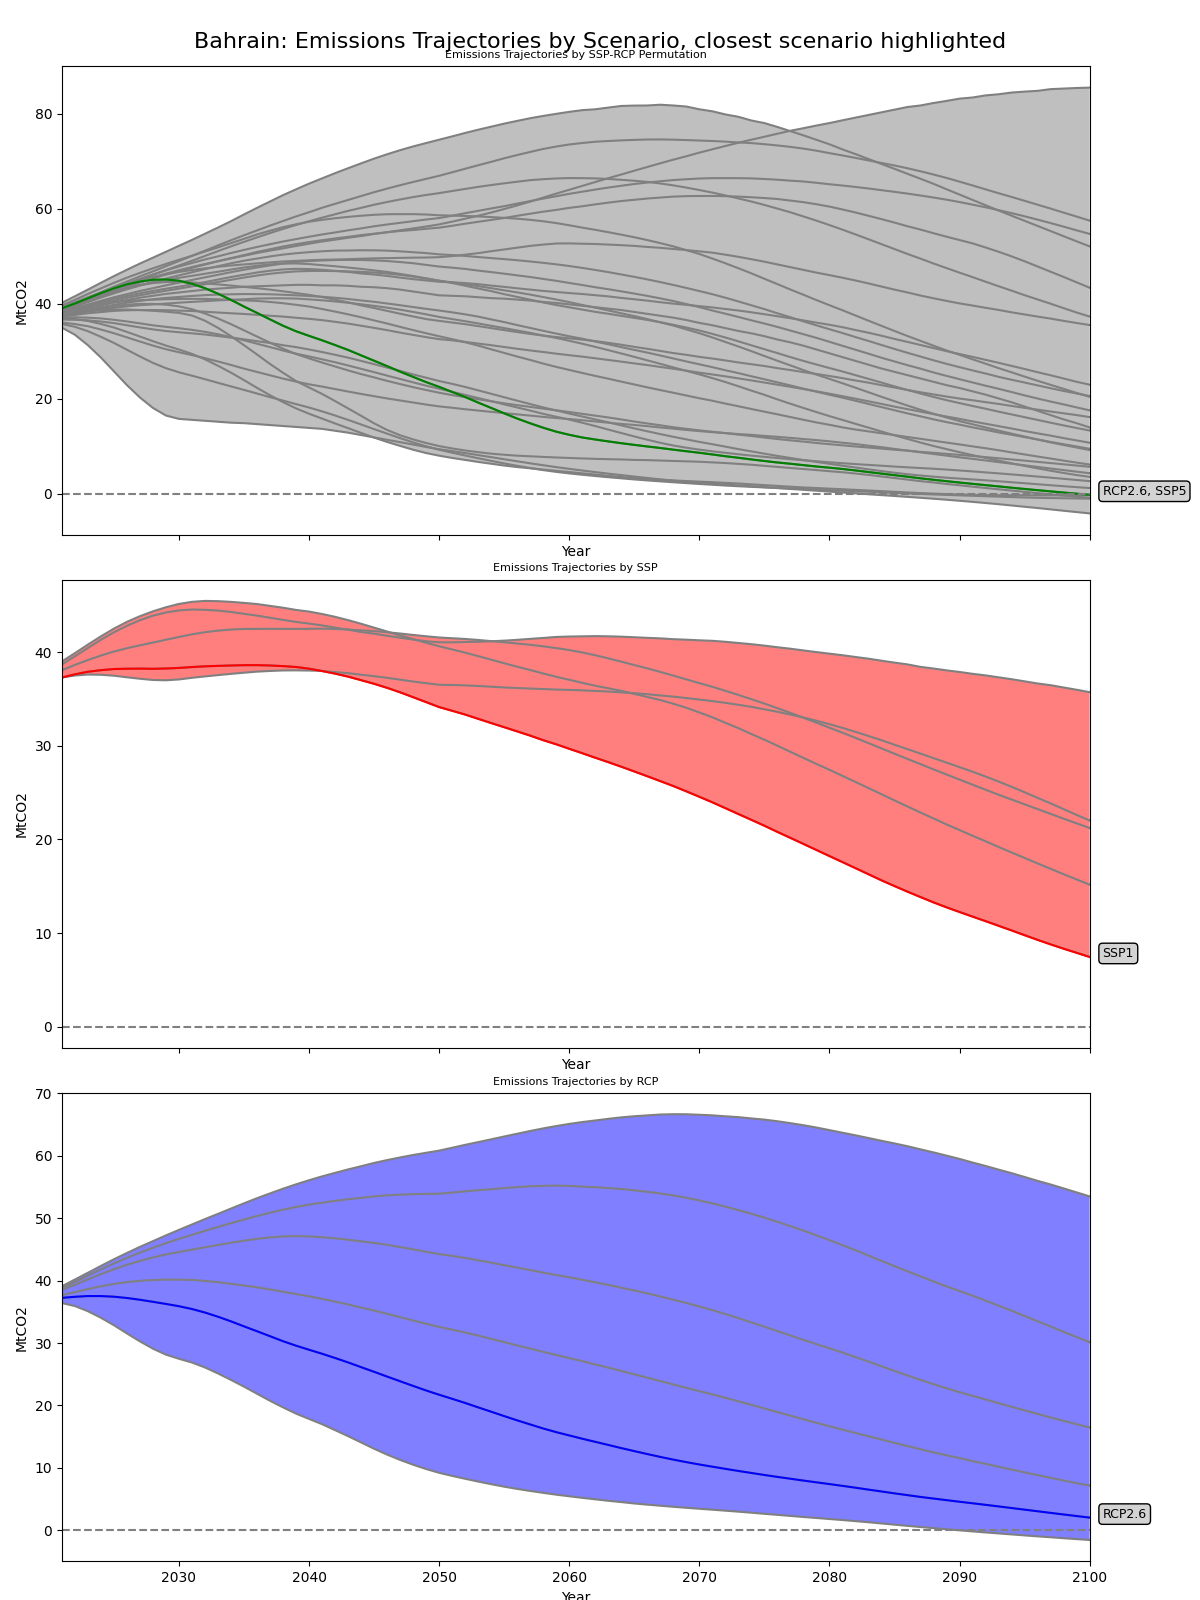 Bahrain: Emissions Trajectories by Scenario, closest scenario highlighted
Emissions Trajectories by SSP-RCP Permutation
80
60
40
20
0
MtCO2
RCP2.6, SSP5
Year
Emissions Trajectories by SSP
40
30
20
10
0
MtCO2
SSP1
Year
Emissions Trajectories by RCP
70
60
50
40
30
20
10
0
MtCO2
RCP2.6
2030 2040 2050 2060 2070 2080 2090 2100
Year